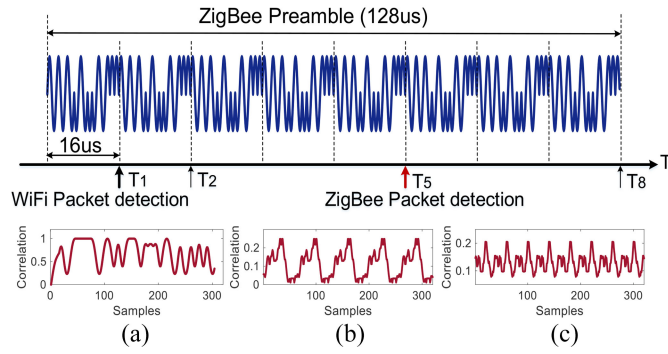 ZigBee Preamble (128us)
16us
T
T1
T2
T5
T8
WiFi Packet detection
ZigBee Packet detection
Correlation
1
0.5
0
0
100
200
300
Samples
Correlation
0.2
0.1
0
100
200
300
Samples
Correlation
0.2
0.1
100
200
300
Samples
(a)
(b)
(c)